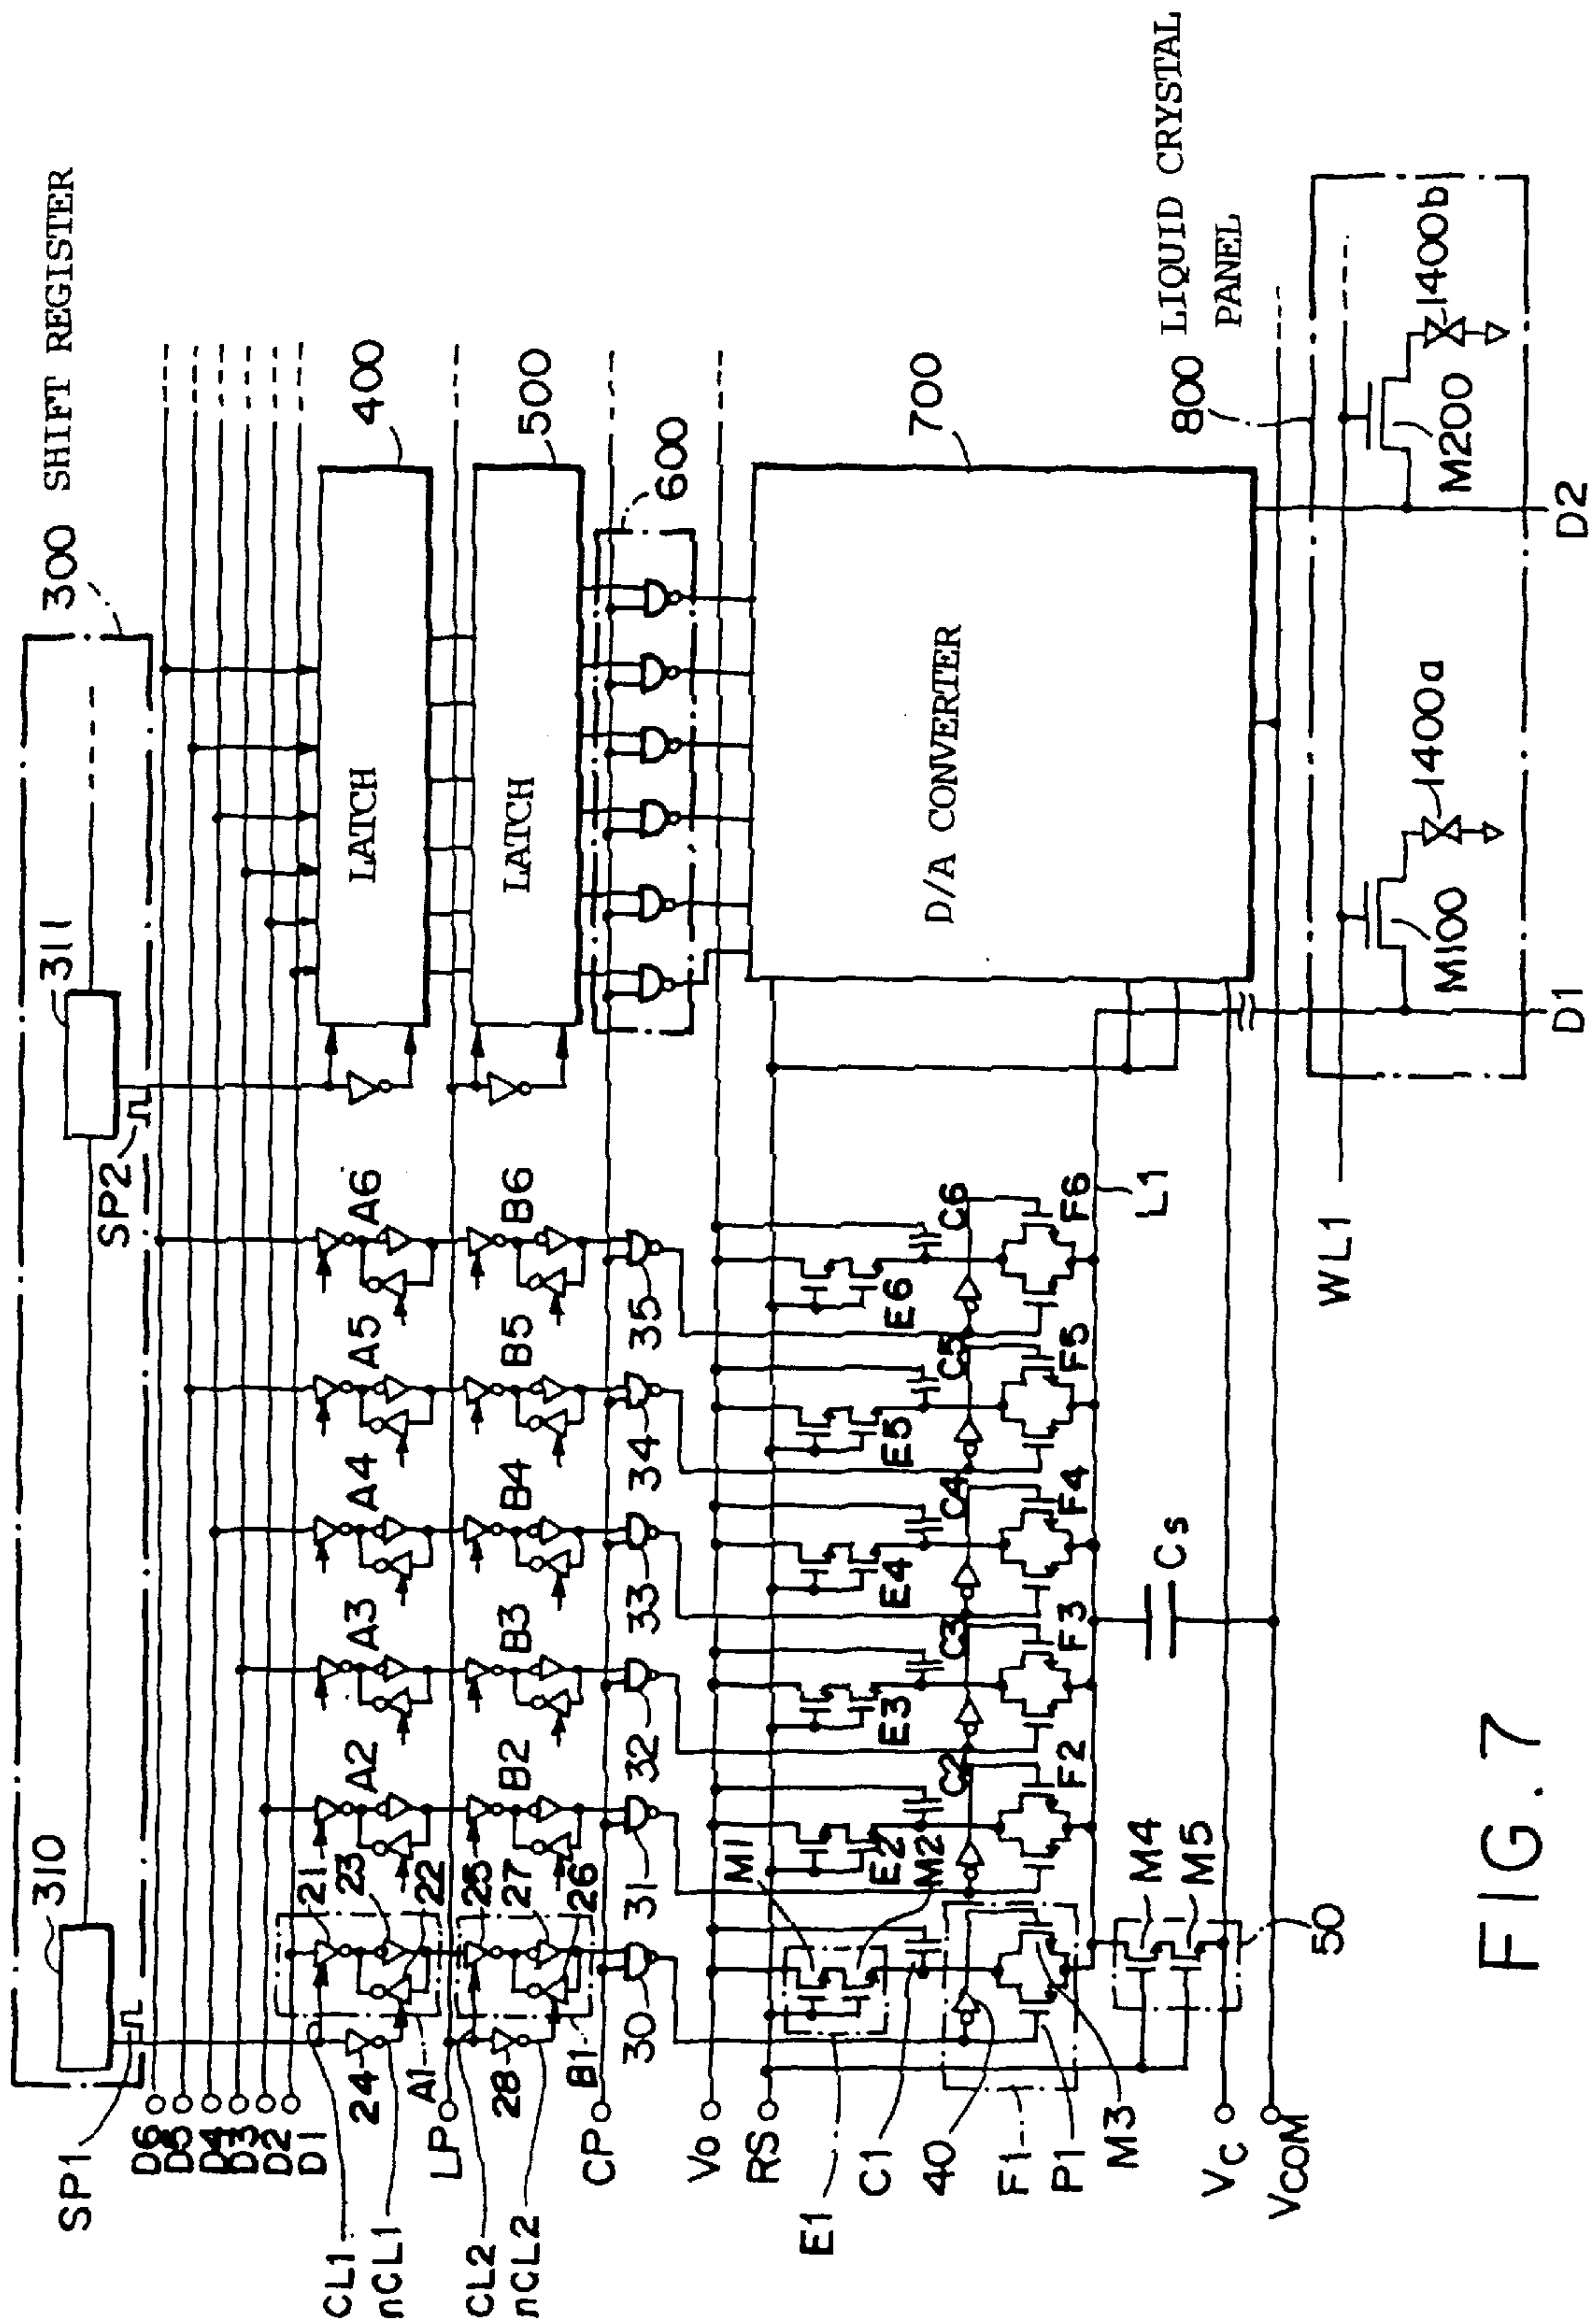 300 SHIFT REGISTER
310
311
SP1
SP2
D6
D5
D4
D3
D2
D1
CL1
nCL1
24
A1
21
23
22
A2
A3
A4
A5
A6
LATCH
400
LP
CL2
nCL2
28
B1
25
27
26
B2
B3
B4
B5
B6
LATCH
500
CP
30
31
32
33
34
35
600
Vo
RS
E1
M1
M2
E2
E3
E4
E5
E6
C1
C2
C3
C4
C5
C6
40
F1
P1
M3
F2
F3
F4
F5
F6
L1
D/A CONVERTER
700
M4
M5
50
Cs
VC
VCOM
800 LIQUID CRYSTAL
PANEL
WL1
M100
1400a
M200
1400b
D1
D2
FIG. 7